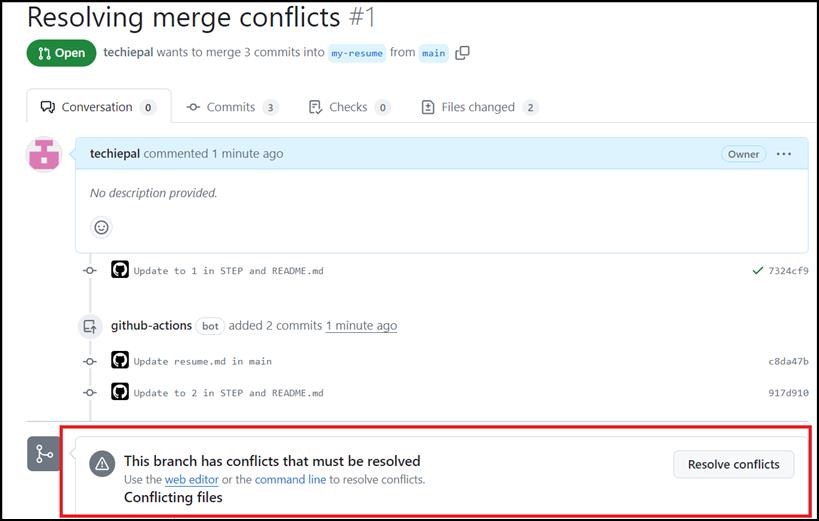 Resolving merge conflicts #1
Open techiepal wants to merge 3 commits into my-resume from main
Conversation 0 Commits 3 Checks 0 Files changed 2
techiepal commented 1 minute ago Owner
No description provided.
Update to 1 in STEP and README.md 7324cf9
github-actions bot added 2 commits 1 minute ago
Update resume.md in main c8da47b
Update to 2 in STEP and README.md 917d910
This branch has conflicts that must be resolved
Use the web editor or the command line to resolve conflicts.
Resolve conflicts
Conflicting files